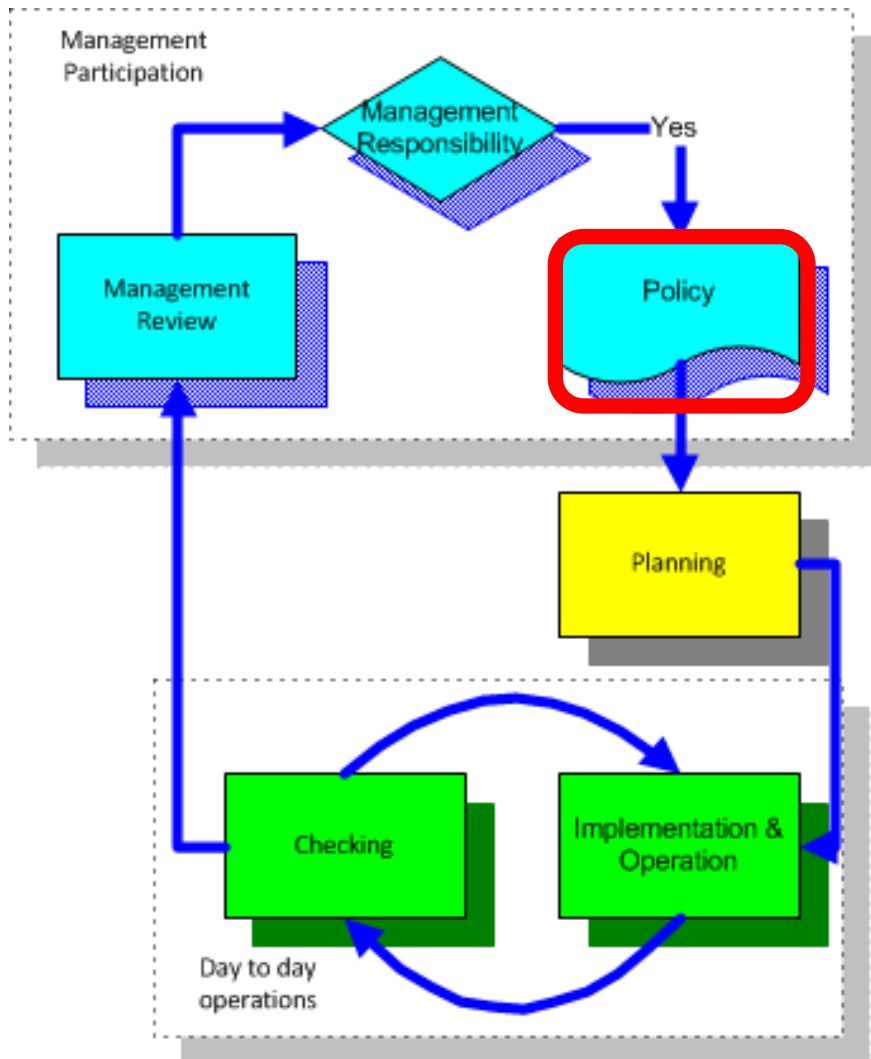 Management
Participation
Management
Responsibility
Yes
Management
Review
Policy
Planning
Checking
Implementation &
Operation
Day to day
operations